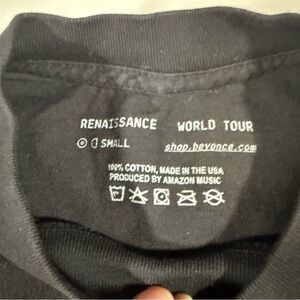 RENAISSANCE WORLD TOUR
SMALL shop.beyonce.com
100% COTTON, MADE IN THE USA
PRODUCED BY AMAZON MUSIC